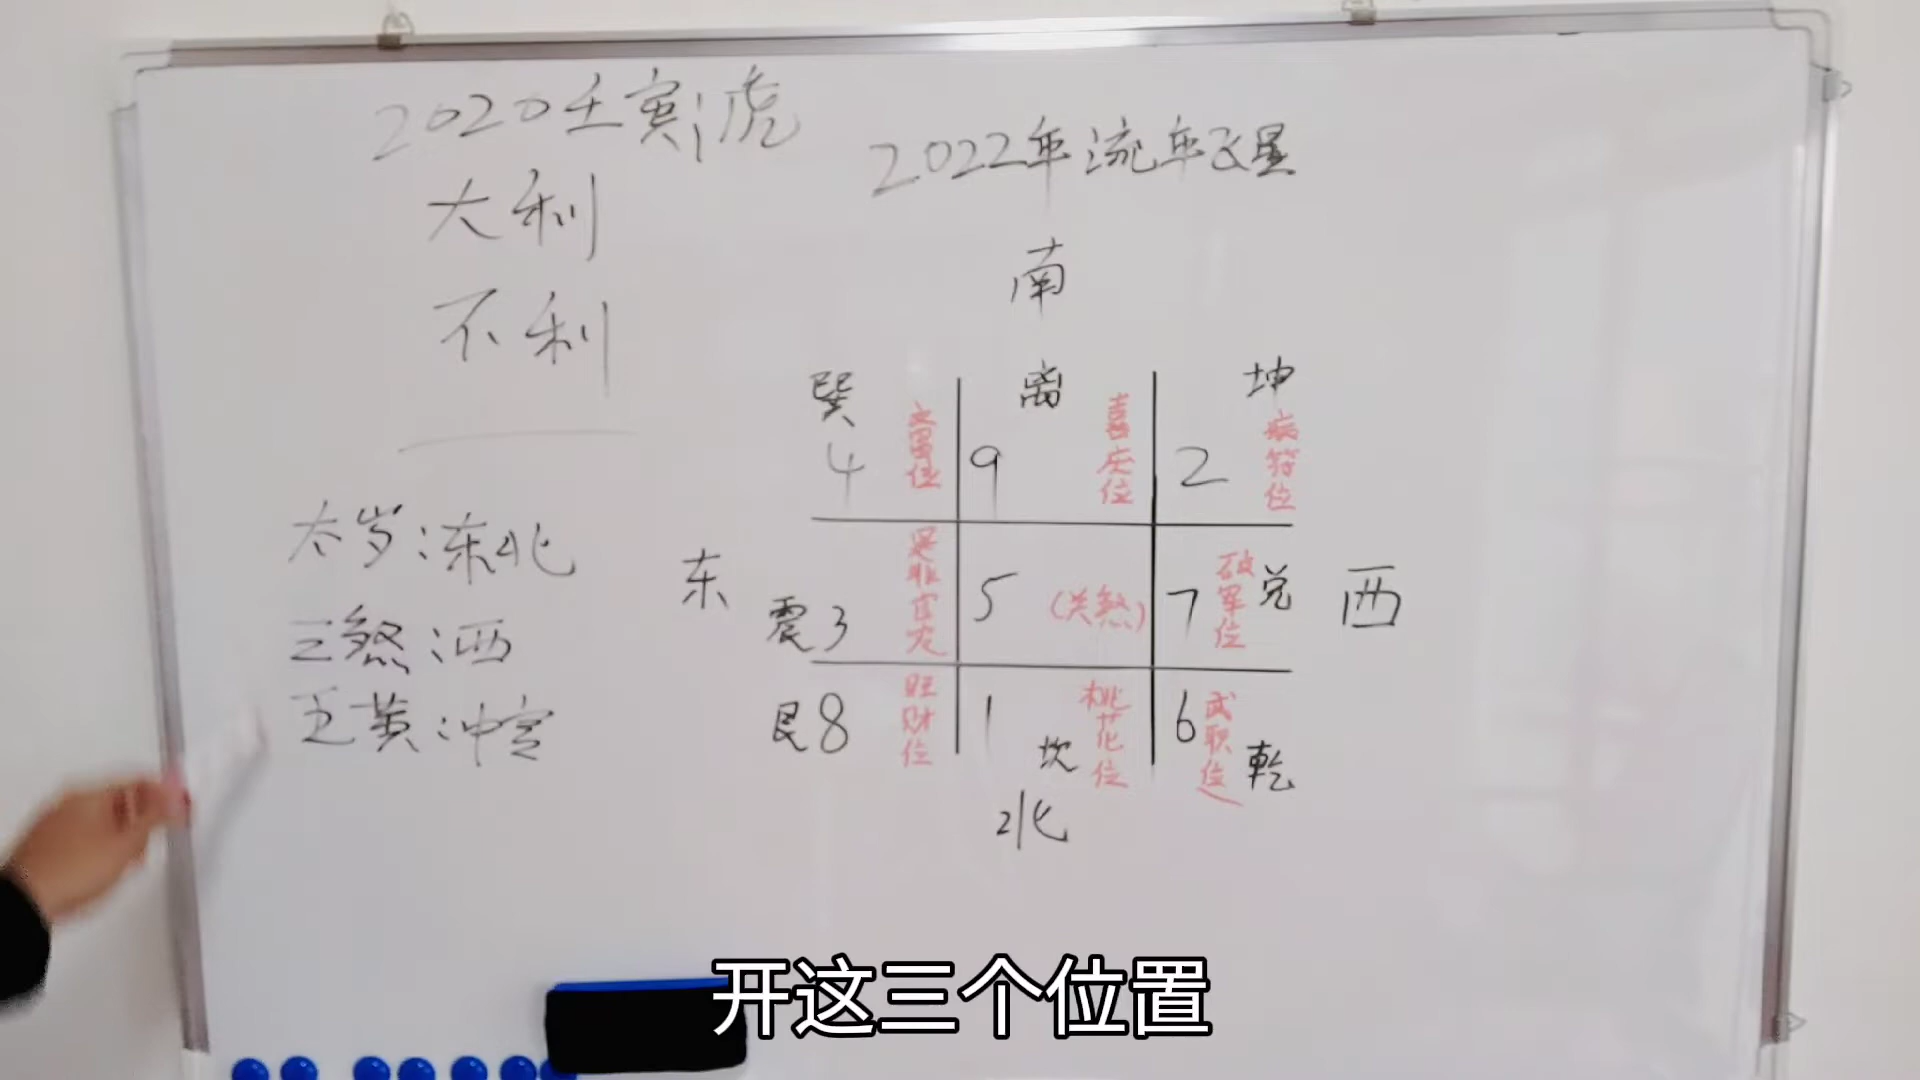 2020壬寅;虎
大利
不利
太岁:东北
三煞:西
五黄:冲宫
2022年流年飞星
南
巽
离
坤
4
文昌位
9
喜庆位
2
病符位
东
震3
是非官灾
5
(关煞)
7
破军位
兑
西
艮8
旺财位
1
坎
桃花位
6
武职位
乾
北
开这三个位置